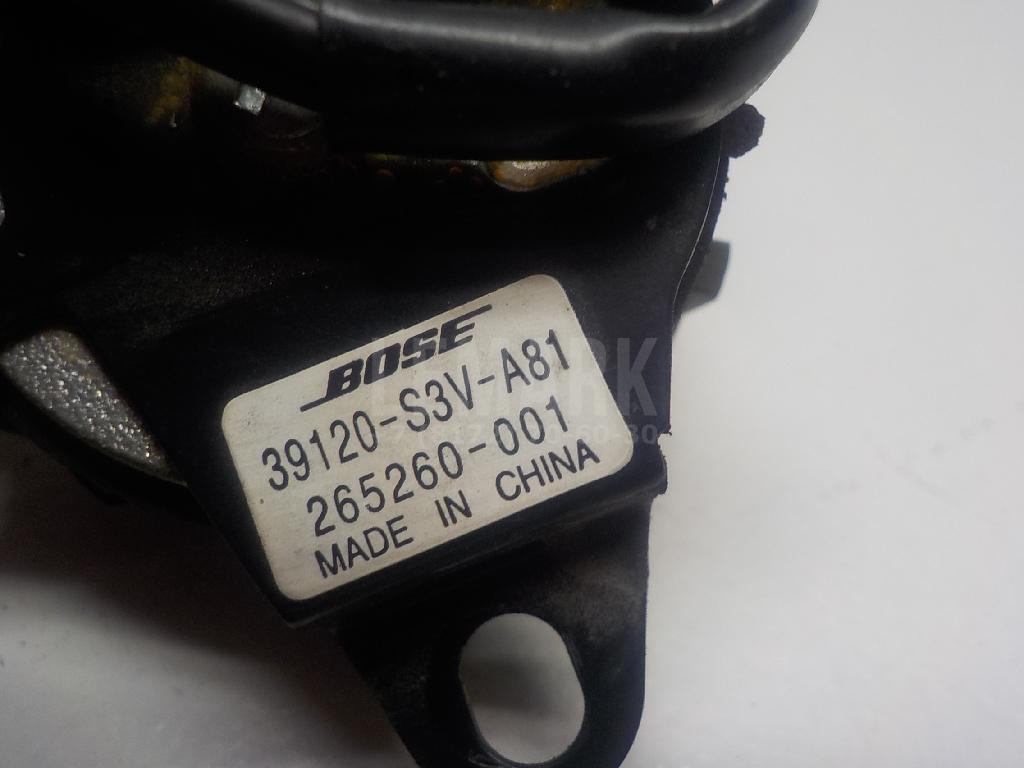 BOSE
39120-S3V-A81
265260-001
MADE IN CHINA